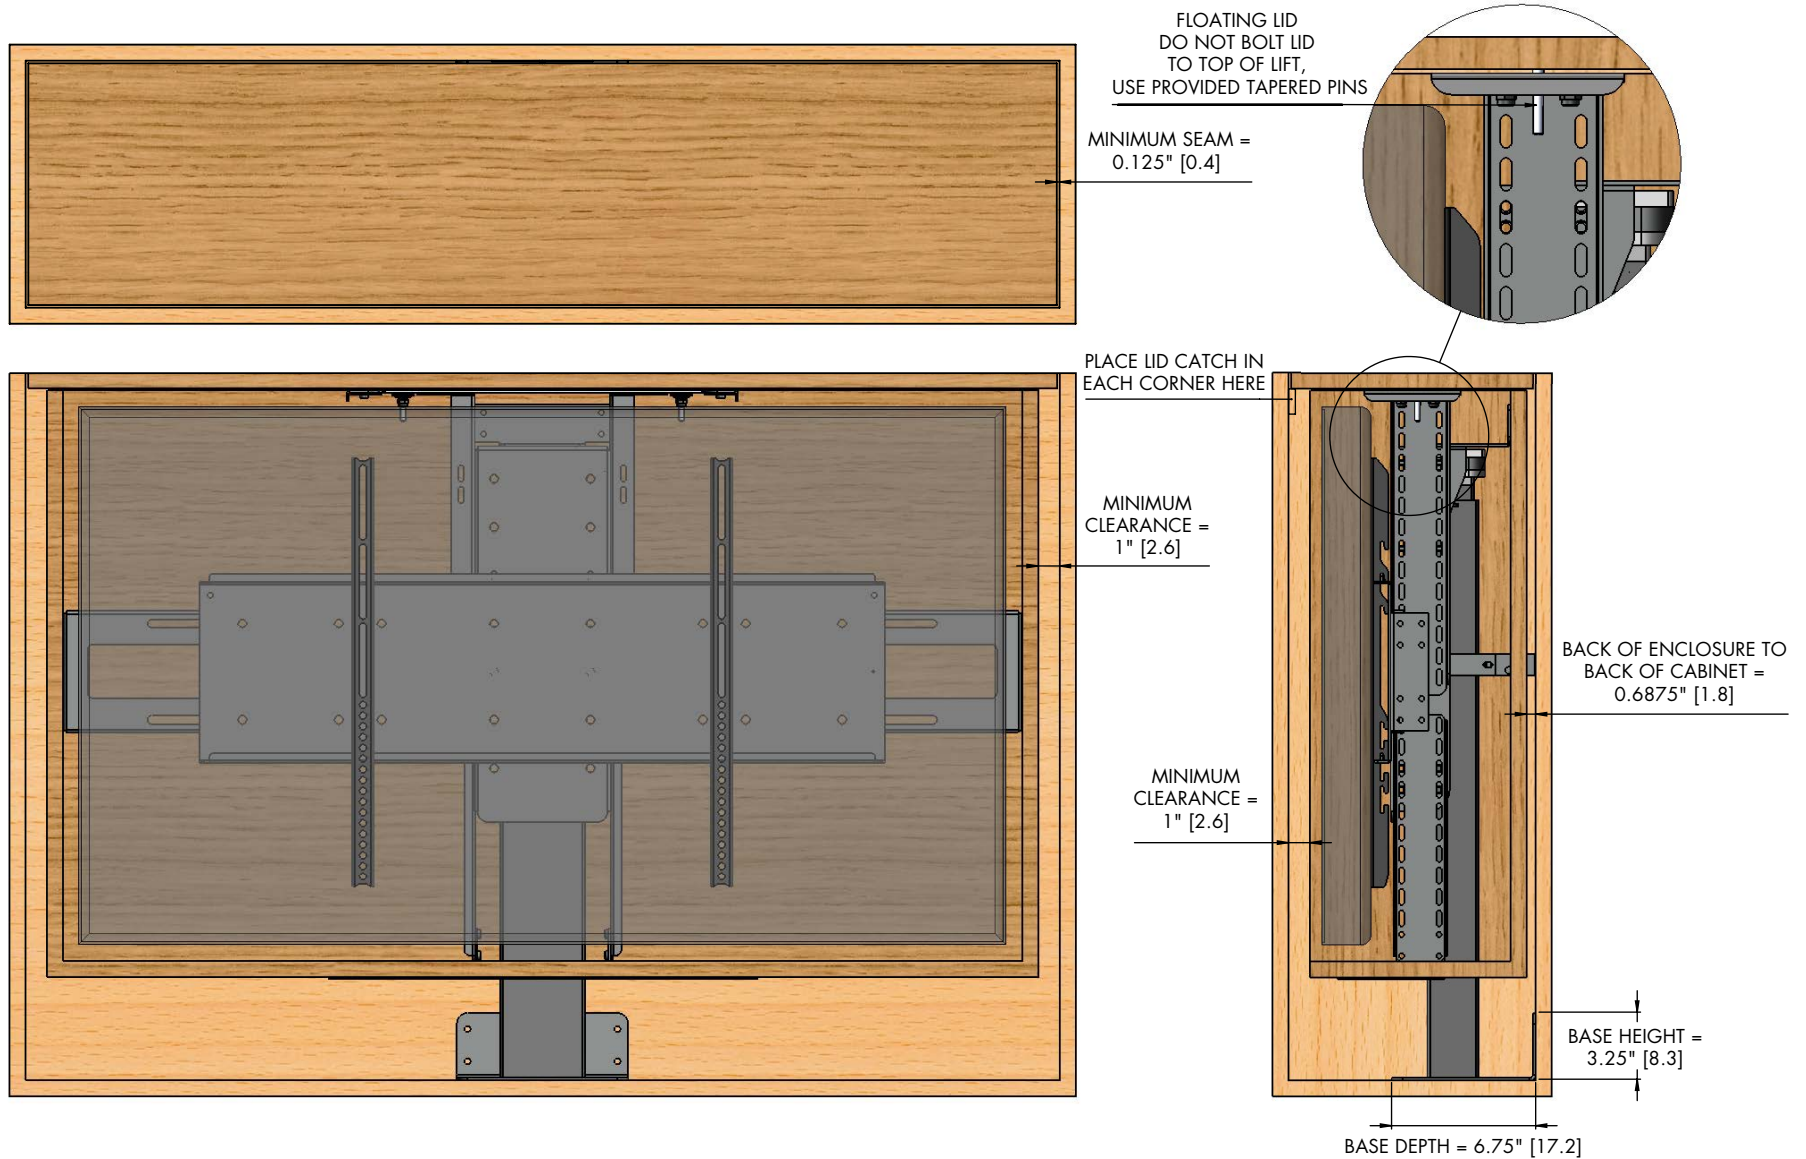 FLOATING LID
DO NOT BOLT LID
TO TOP OF LIFT,
USE PROVIDED TAPERED PINS
MINIMUM SEAM =
0.125" [0.4]
PLACE LID CATCH IN
EACH CORNER HERE
MINIMUM
CLEARANCE =
1" [2.6]
BACK OF ENCLOSURE TO
BACK OF CABINET =
0.6875" [1.8]
MINIMUM
CLEARANCE =
1" [2.6]
BASE HEIGHT =
3.25" [8.3]
BASE DEPTH = 6.75" [17.2]